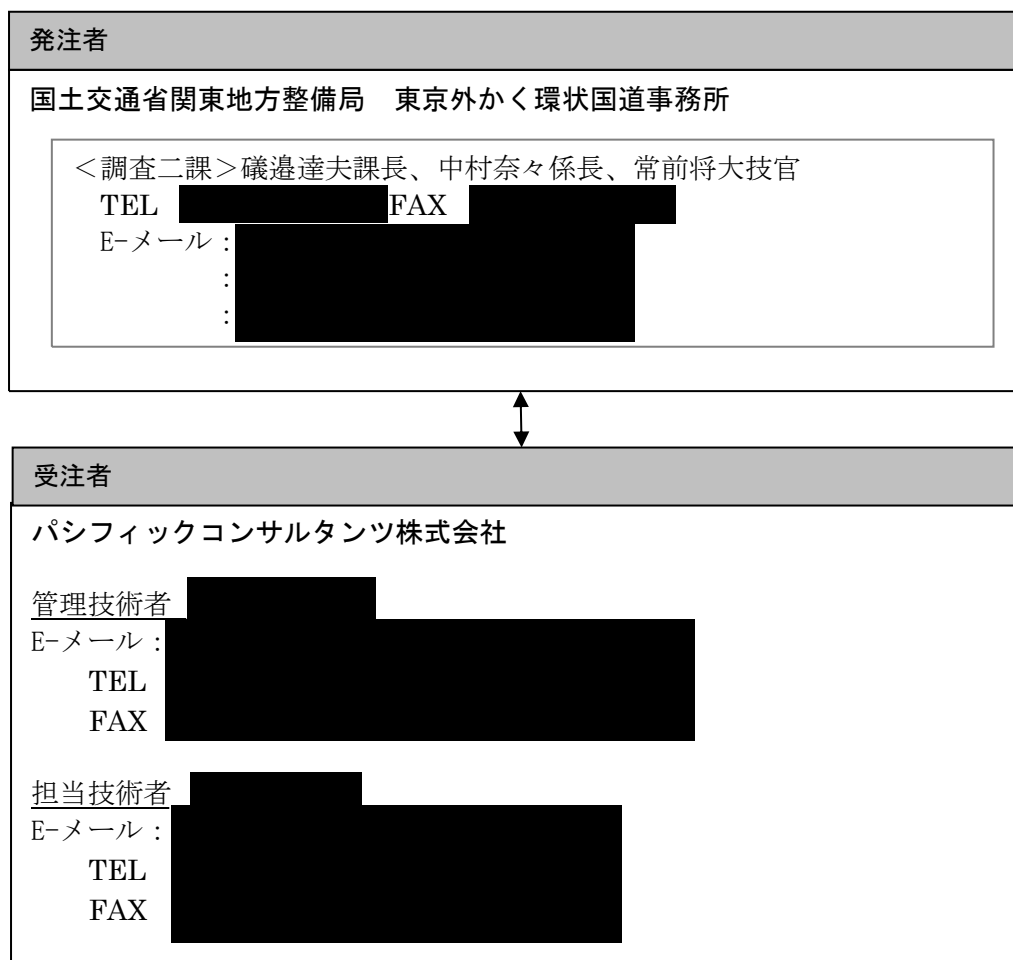 発注者
国土交通省関東地方整備局　東京外かく環状国道事務所
＜調査二課＞礒邉達夫課長、中村奈々係長、常前将大技官
TEL FAX
E-メール：
：
：
受注者
パシフィックコンサルタンツ株式会社
管理技術者
E-メール：
TEL
FAX
担当技術者
E-メール：
TEL
FAX